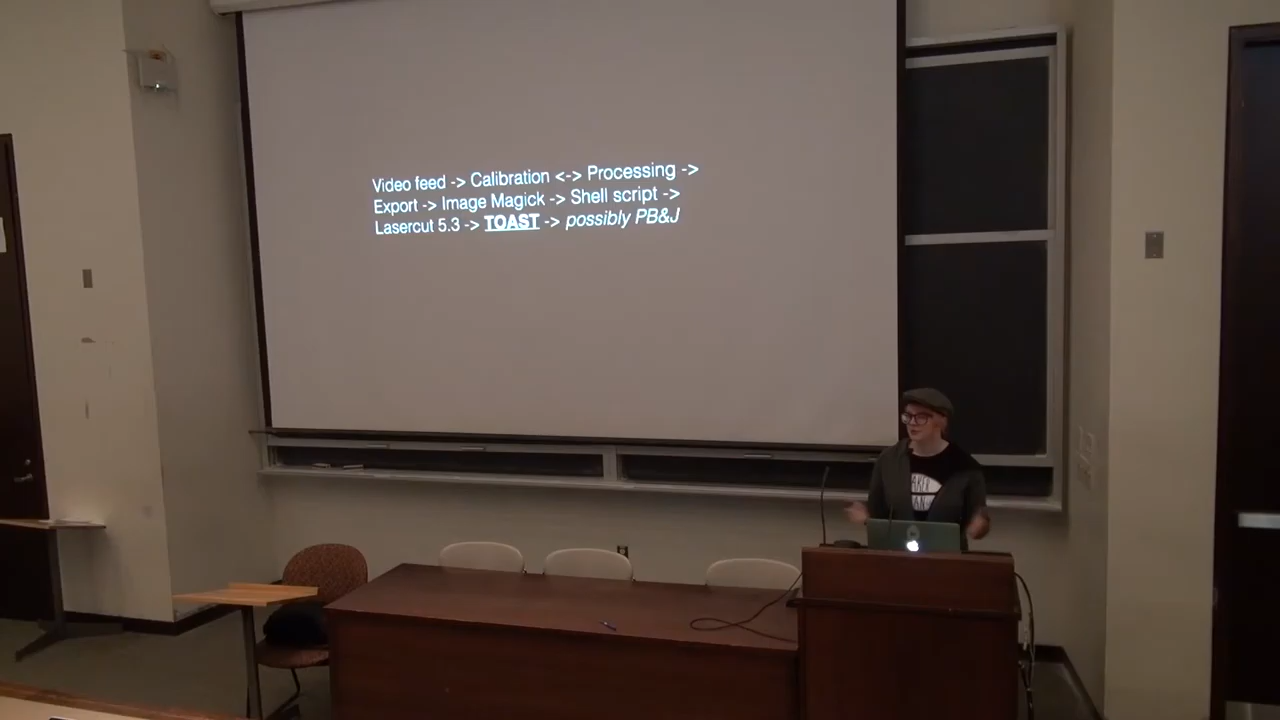 Video feed -> Calibration <-> Processing ->
Export -> Image Magick -> Shell script ->
Lasercut 5.3 -> TOAST -> possibly PB&J